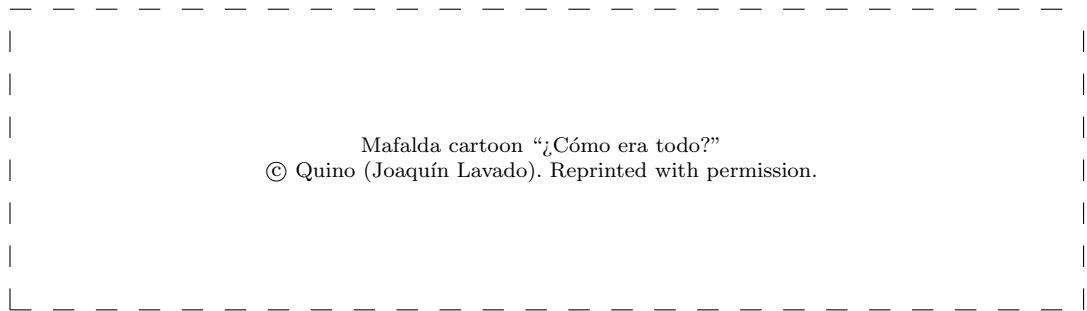 Mafalda cartoon “¿Cómo era todo?”
© Quino (Joaquín Lavado). Reprinted with permission.